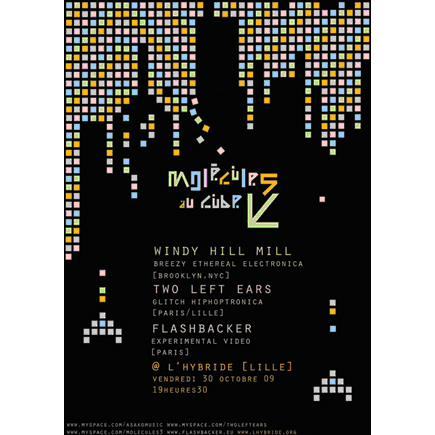 molécules
au cube
WINDY HILL MILL
BREEZY ETHEREAL ELECTRONICA
[BROOKLYN,NYC]
TWO LEFT EARS
GLITCH HIPHOPTRONICA
[PARIS/LILLE]
FLASHBACKER
EXPERIMENTAL VIDEO
[PARIS]
@ L'HYBRIDE [LILLE]
VENDREDI 30 OCTOBRE 09
19HEURES30
WWW.MYSPACE.COM/ASAKOMUSIC WWW.MYSPACE.COM/TWOLEFTEARS
WWW.MYSPACE.COM/MOLECULES3 WWW.FLASHBACKER.EU WWW.LHYBRIDE.ORG